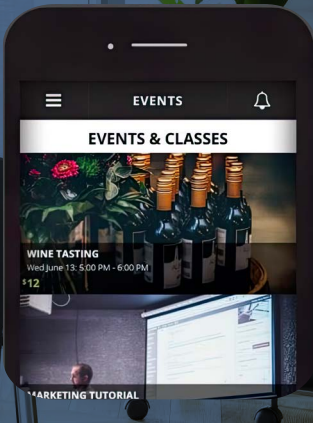 EVENTS
EVENTS & CLASSES
WINE TASTING
Wed June 13: 5:00 PM - 6:00 PM
$12
MARKETING TUTORIAL